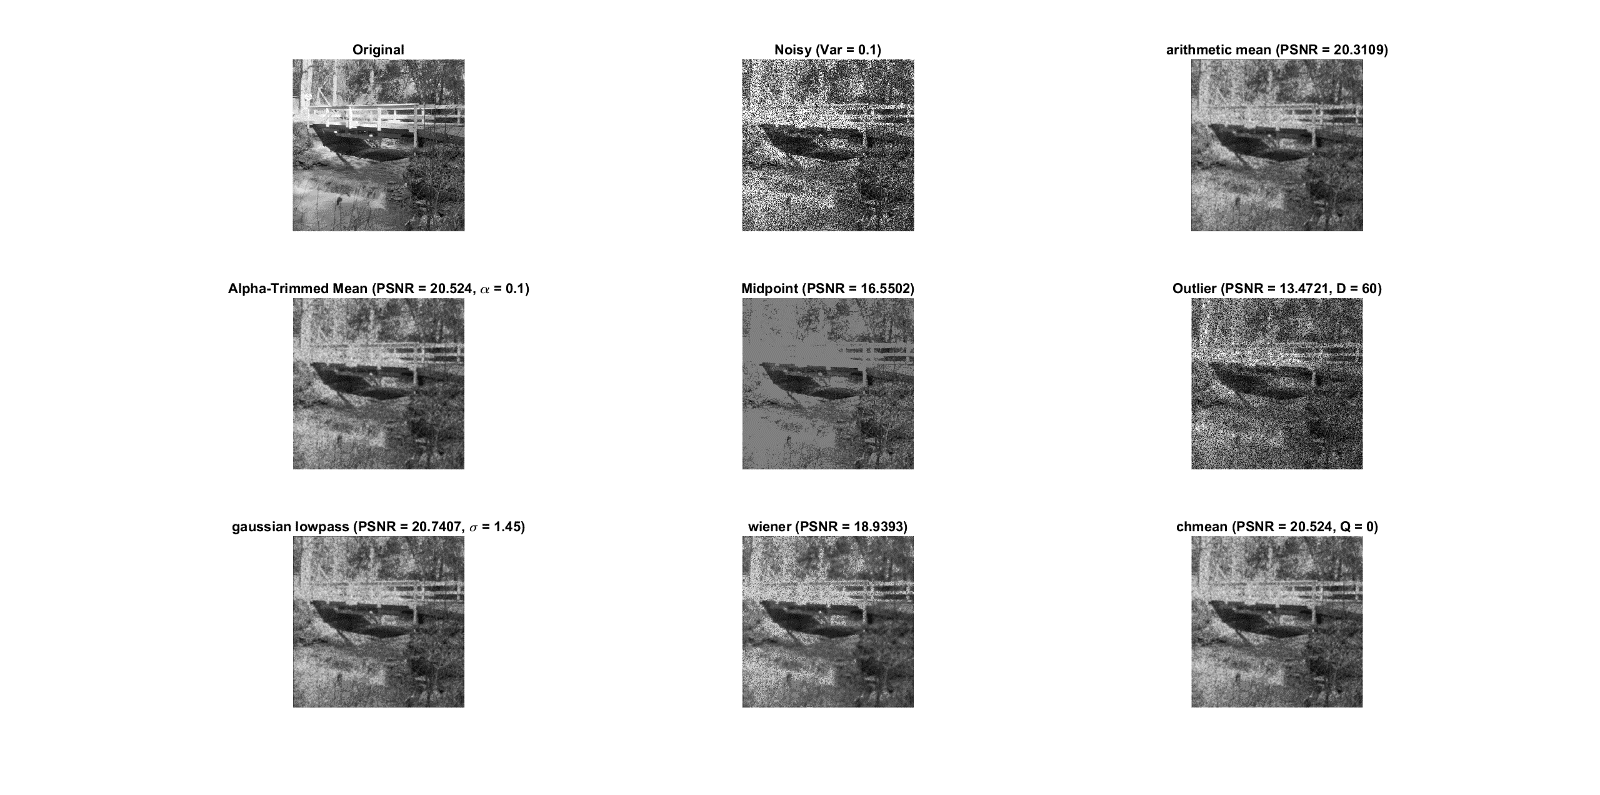 Original
Noisy (Var = 0.1)
arithmetic mean (PSNR = 20.3109)
Alpha-Trimmed Mean (PSNR = 20.524, α = 0.1)
Midpoint (PSNR = 16.5502)
Outlier (PSNR = 13.4721, D = 60)
gaussian lowpass (PSNR = 20.7407, σ = 1.45)
wiener (PSNR = 18.9393)
chmean (PSNR = 20.524, Q = 0)